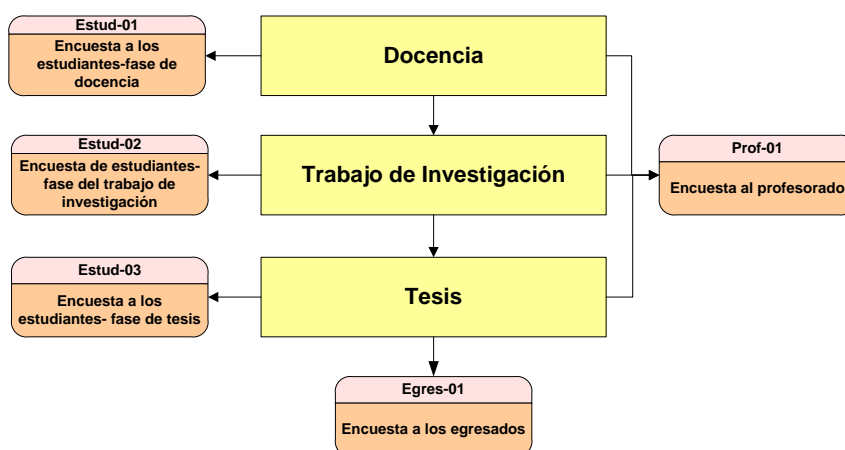 Estud-01
Encuesta a los
estudiantes-fase de
docencia
Docencia
Estud-02
Encuesta de estudiantes-
fase del trabajo de
investigación
Trabajo de Investigación
Prof-01
Encuesta al profesorado
Estud-03
Encuesta a los
estudiantes- fase de tesis
Tesis
Egres-01
Encuesta a los egresados